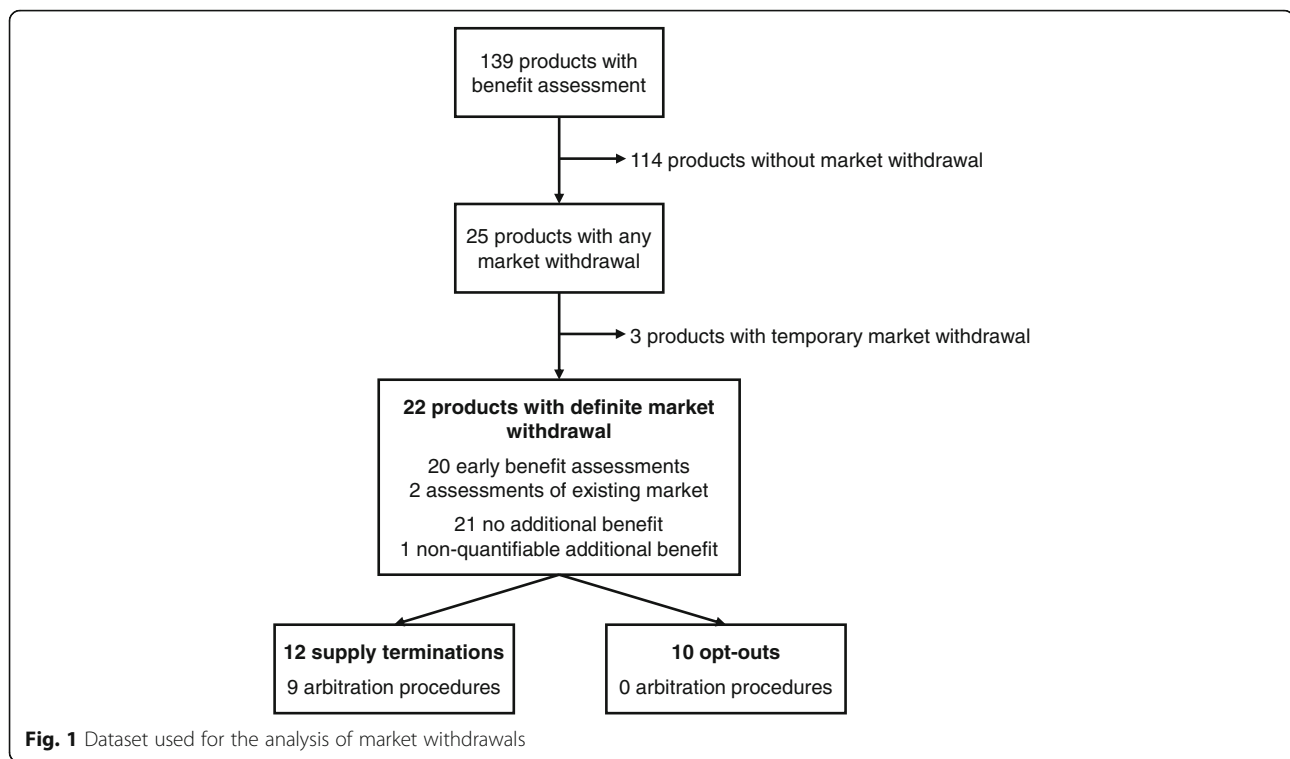 139 products with
benefit assessment
114 products without market withdrawal
25 products with any
market withdrawal
3 products with temporary market withdrawal
22 products with definite market
withdrawal
20 early benefit assessments
2 assessments of existing market
21 no additional benefit
1 non-quantifiable additional benefit
12 supply terminations
9 arbitration procedures
10 opt-outs
0 arbitration procedures
Fig. 1 Dataset used for the analysis of market withdrawals